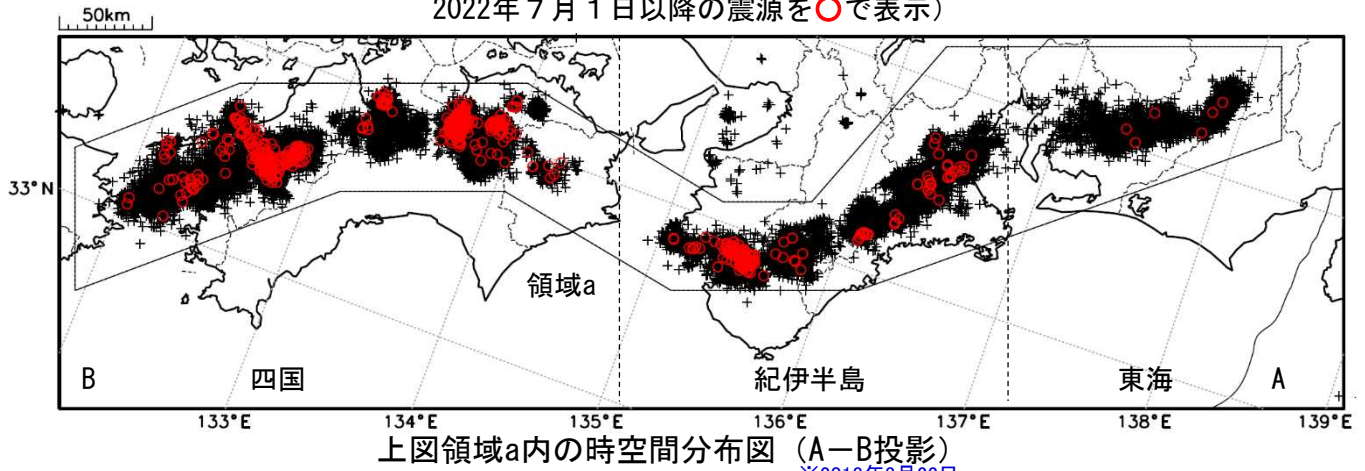 2022年７月１日以降の震源を○で表示）
50km
33°N
領域a
B 四国 紀伊半島 東海 A
133°E 134°E 135°E 136°E 137°E 138°E 139°E
上図領域a内の時空間分布図（A－B投影）